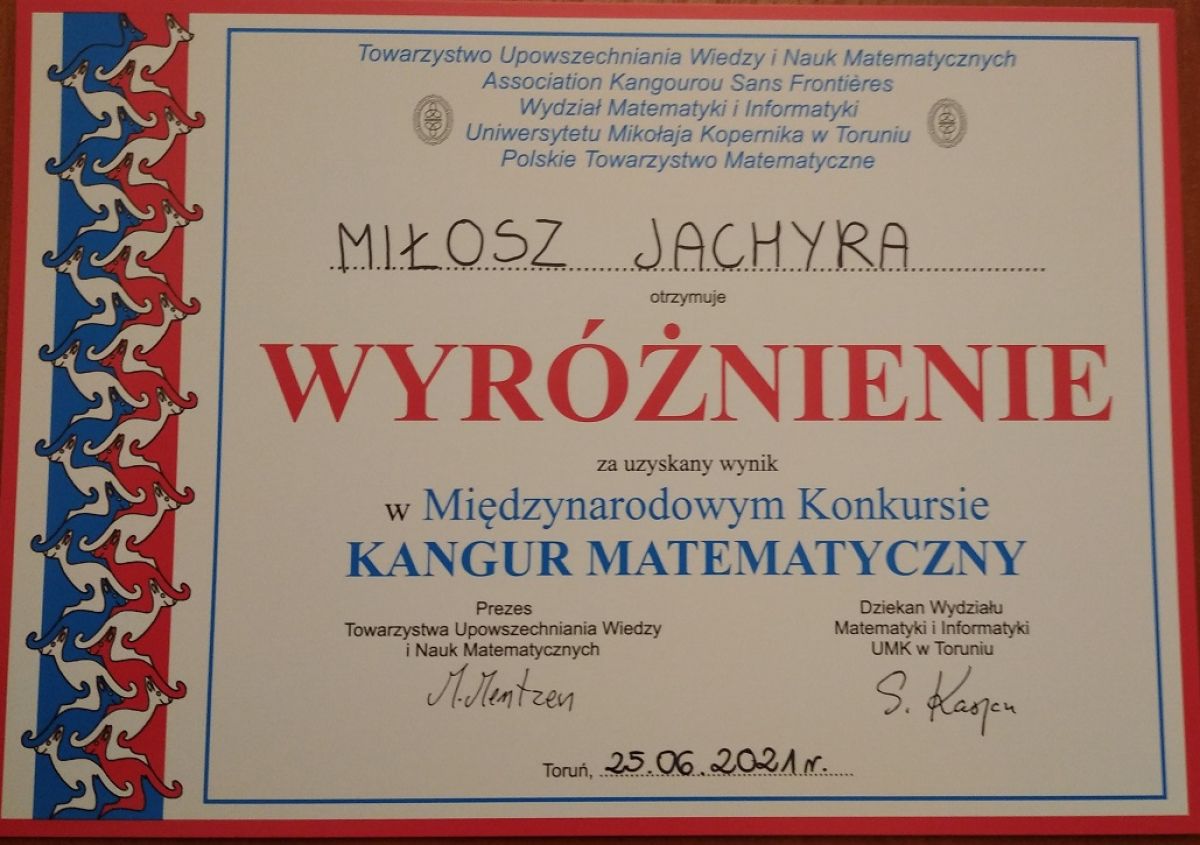 Towarzystwo Upowszechniania Wiedzy i Nauk Matematycznych
Association Kangourou Sans Frontières
Wydział Matematyki i Informatyki
Uniwersytetu Mikołaja Kopernika w Toruniu
Polskie Towarzystwo Matematyczne
MIŁOSZ JACHYRA
otrzymuje
WYRÓŻNIENIE
za uzyskany wynik
w Międzynarodowym Konkursie
KANGUR MATEMATYCZNY
Prezes
Towarzystwa Upowszechniania Wiedzy
i Nauk Matematycznych
M. Mentzen
Dziekan Wydziału
Matematyki i Informatyki
UMK w Toruniu
S. Kasjan
Toruń, 25.06.2021 r.